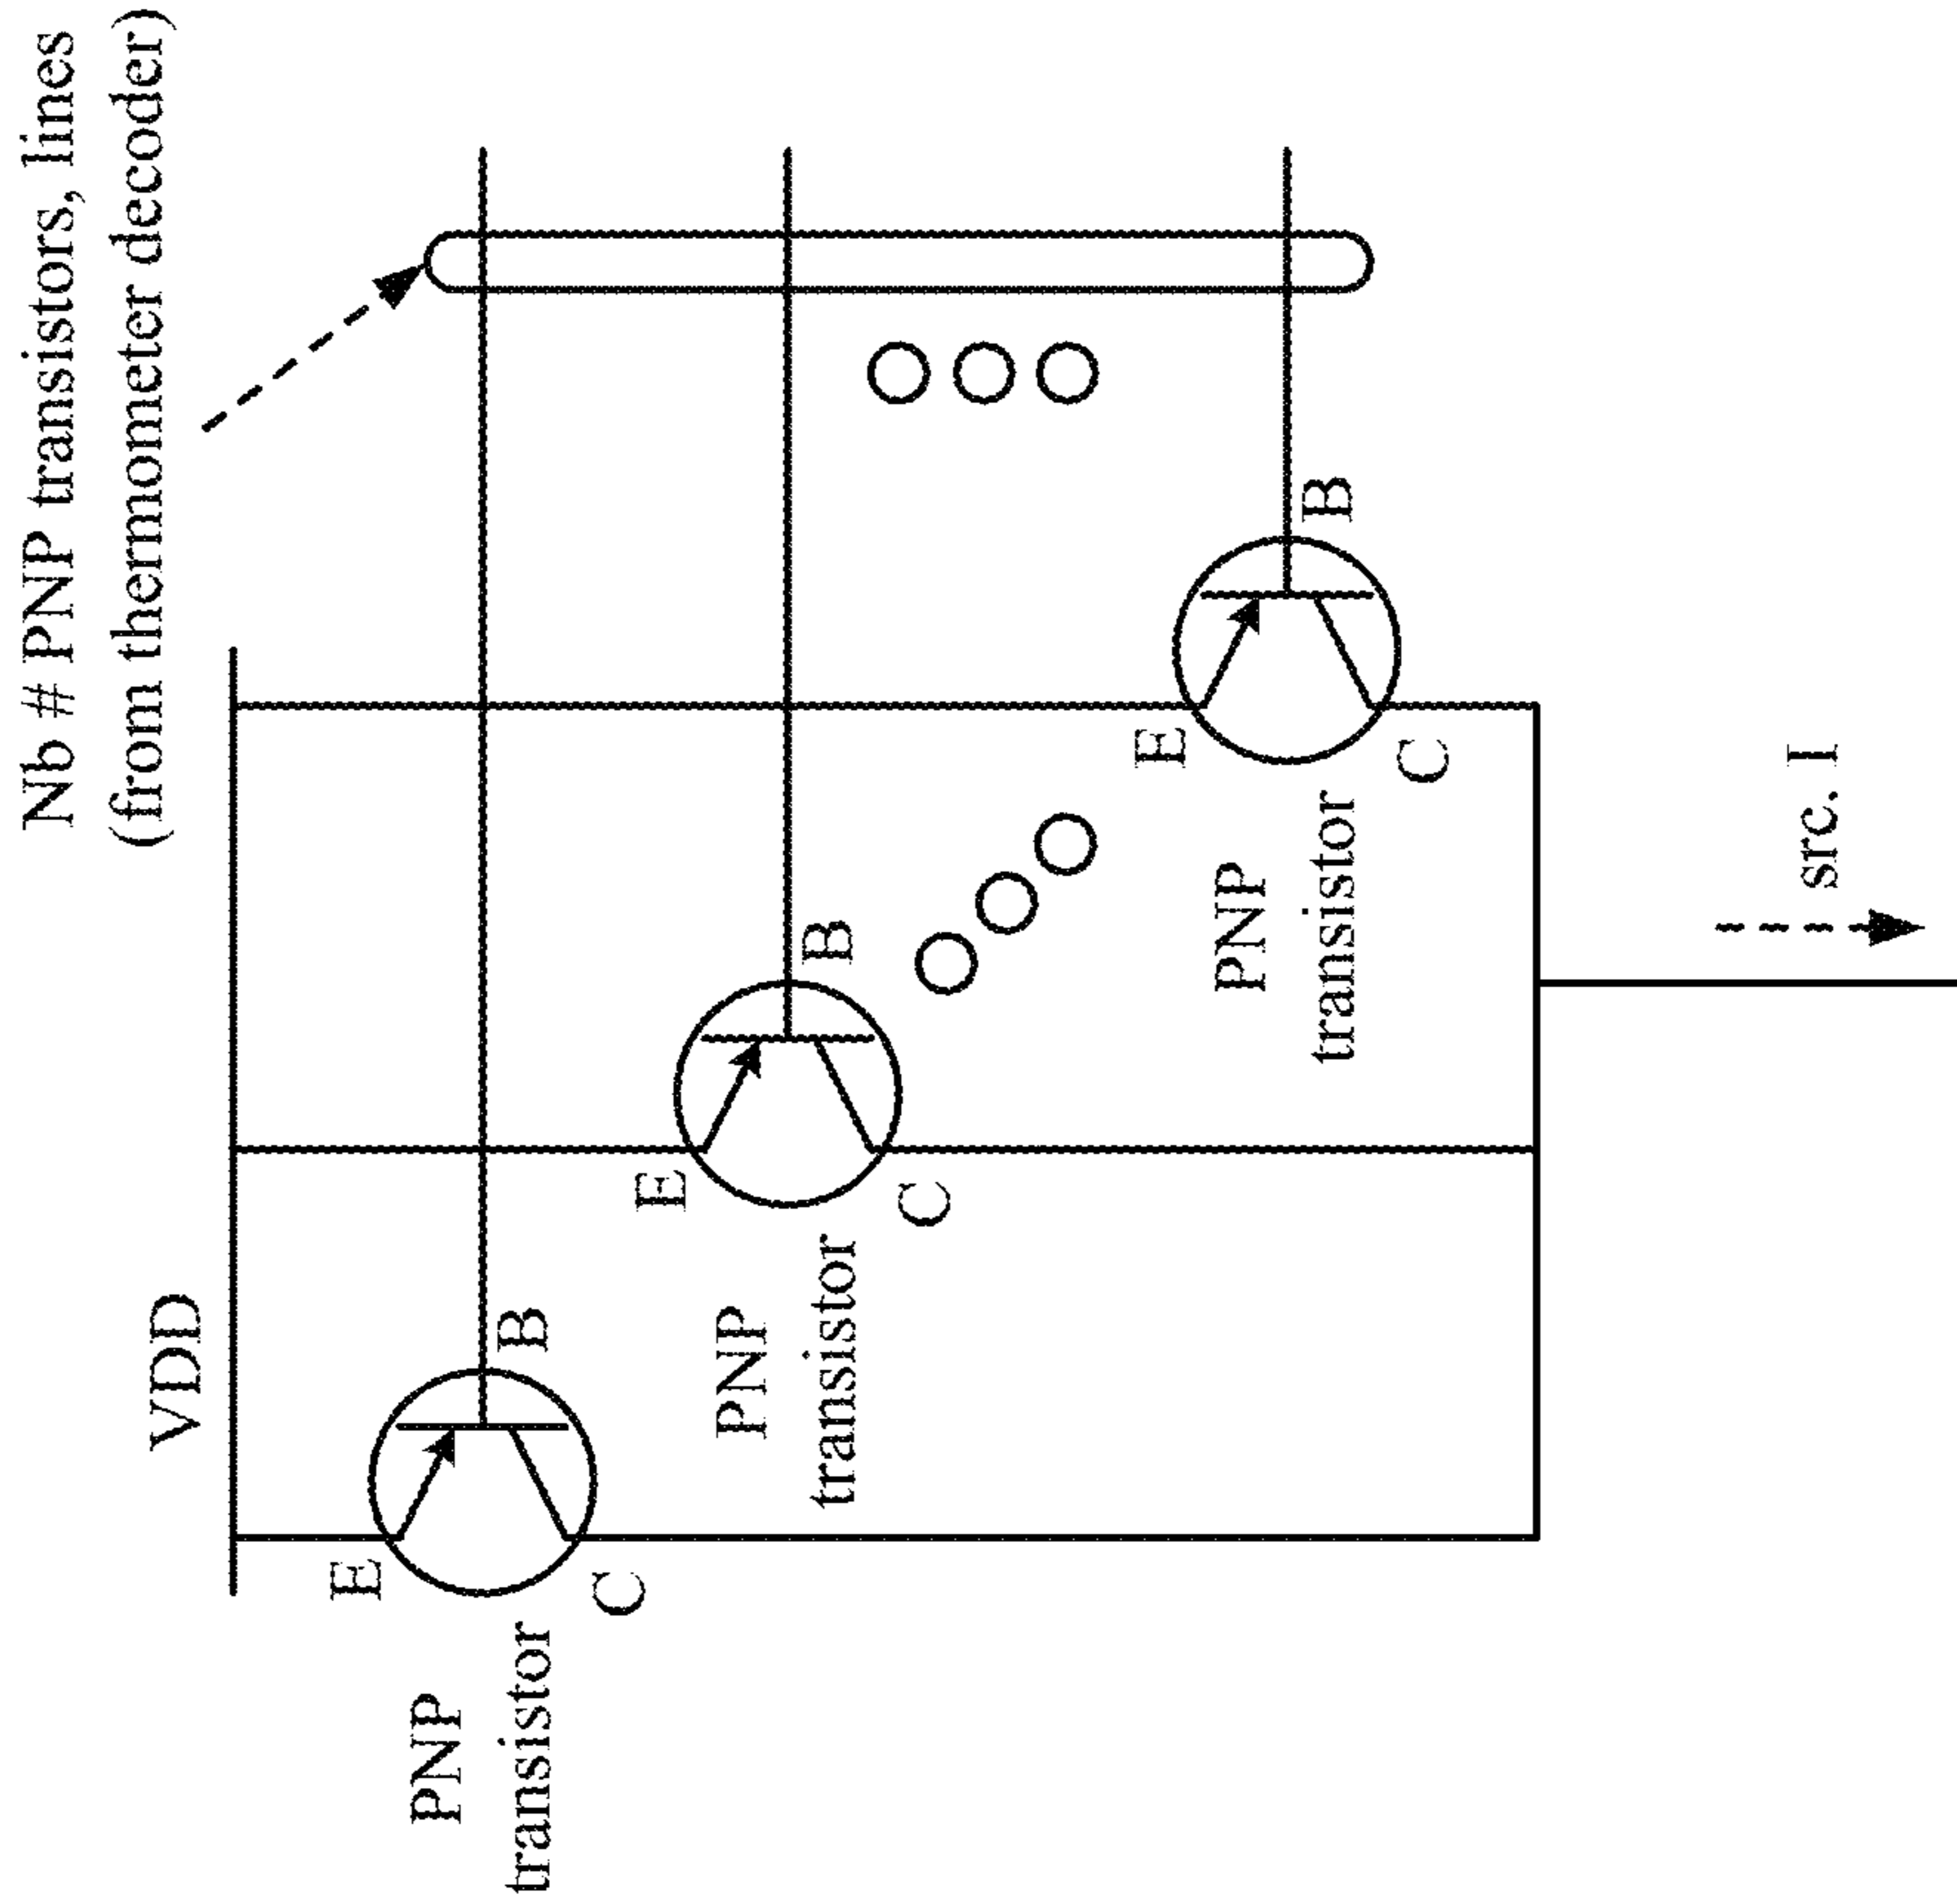 Nb # PNP transistors, lines
(from thermometer decoder)
VDD
E
B
C
PNP
transistor
E
B
C
PNP
transistor
E
B
C
PNP
transistor
src. I